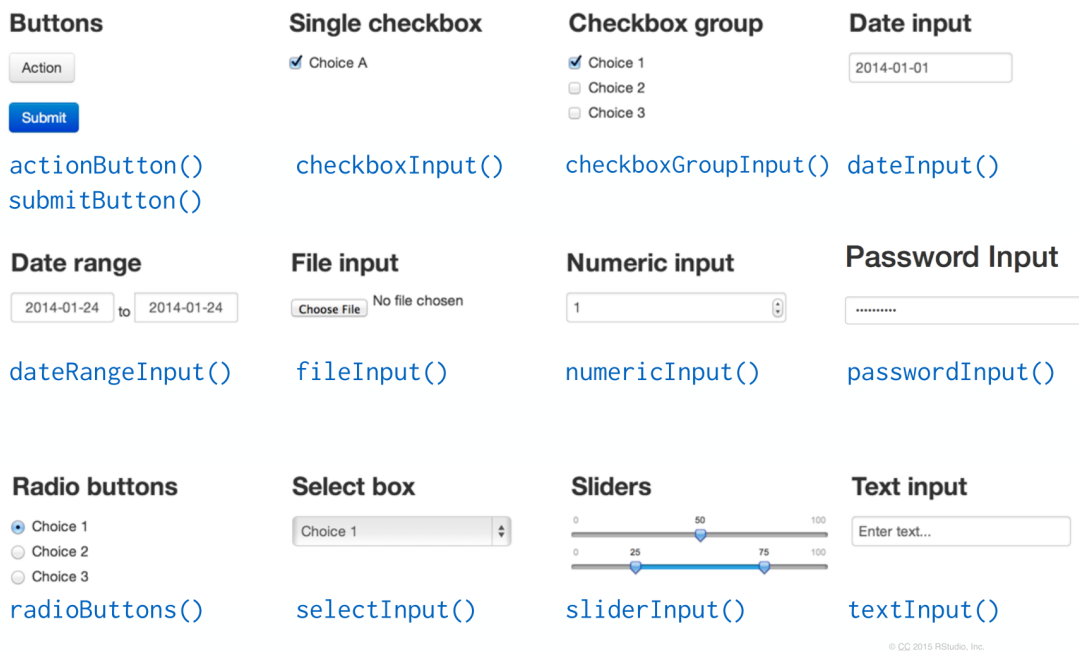 Buttons
Action
Submit
actionButton()
submitButton()
Single checkbox
Choice A
checkboxInput()
Checkbox group
Choice 1
Choice 2
Choice 3
checkboxGroupInput()
Date input
2014-01-01
dateInput()
Date range
2014-01-24 to 2014-01-24
dateRangeInput()
File input
Choose File No file chosen
fileInput()
Numeric input
1
numericInput()
Password Input
••••••••••
passwordInput()
Radio buttons
Choice 1
Choice 2
Choice 3
radioButtons()
Select box
Choice 1
selectInput()
Sliders
0 50 100
0 25 75 100
sliderInput()
Text input
Enter text...
textInput()
© CC 2015 RStudio, Inc.